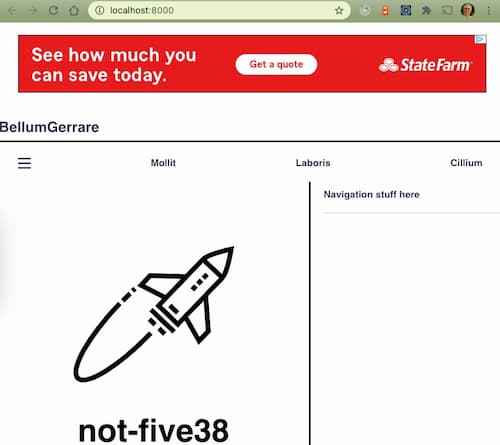 localhost:8000
See how much you
can save today.
Get a quote
StateFarm
BellumGerrare
Mollit
Laboris
Cillium
Navigation stuff here
not-five38